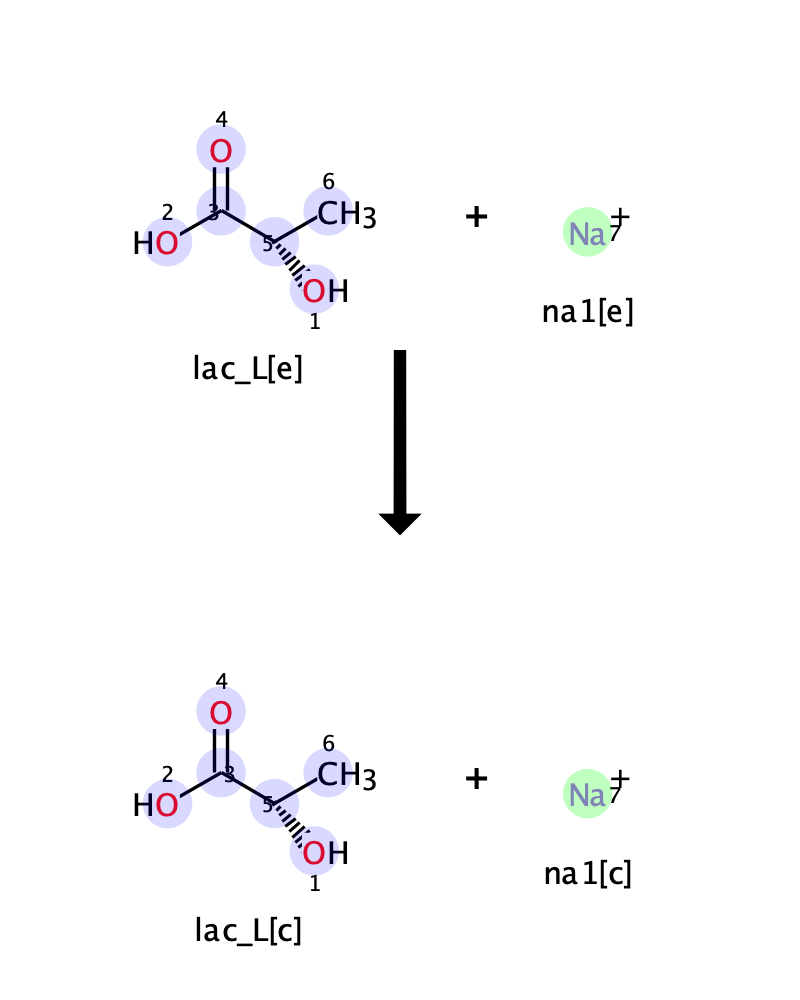 4
O
6
2
3
CH3
+
Na+
HO
5
7
OH
na1[e]
1
lac_L[e]
4
O
6
2
3
CH3
+
Na+
HO
5
7
OH
na1[c]
1
lac_L[c]